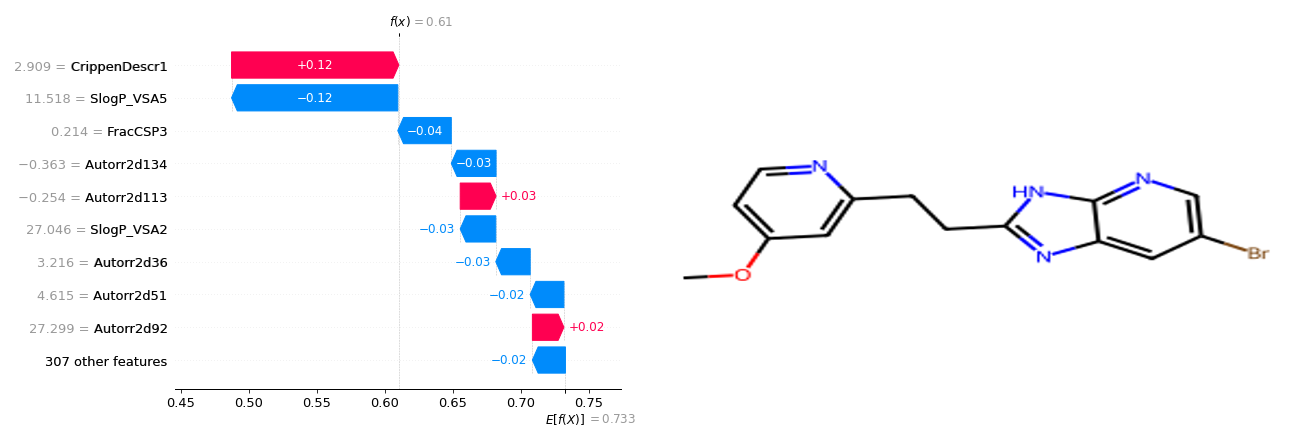 f(x) = 0.61
2.909 = CrippenDescr1
+0.12
11.518 = SlogP_VSA5
−0.12
0.214 = FracCSP3
−0.04
−0.363 = Autorr2d134
−0.03
−0.254 = Autorr2d113
+0.03
27.046 = SlogP_VSA2
−0.03
3.216 = Autorr2d36
−0.03
4.615 = Autorr2d51
−0.02
27.299 = Autorr2d92
+0.02
307 other features
−0.02
0.45 0.50 0.55 0.60 0.65 0.70 0.75
E[f(X)] = 0.733
N
HN
N
N
Br
O